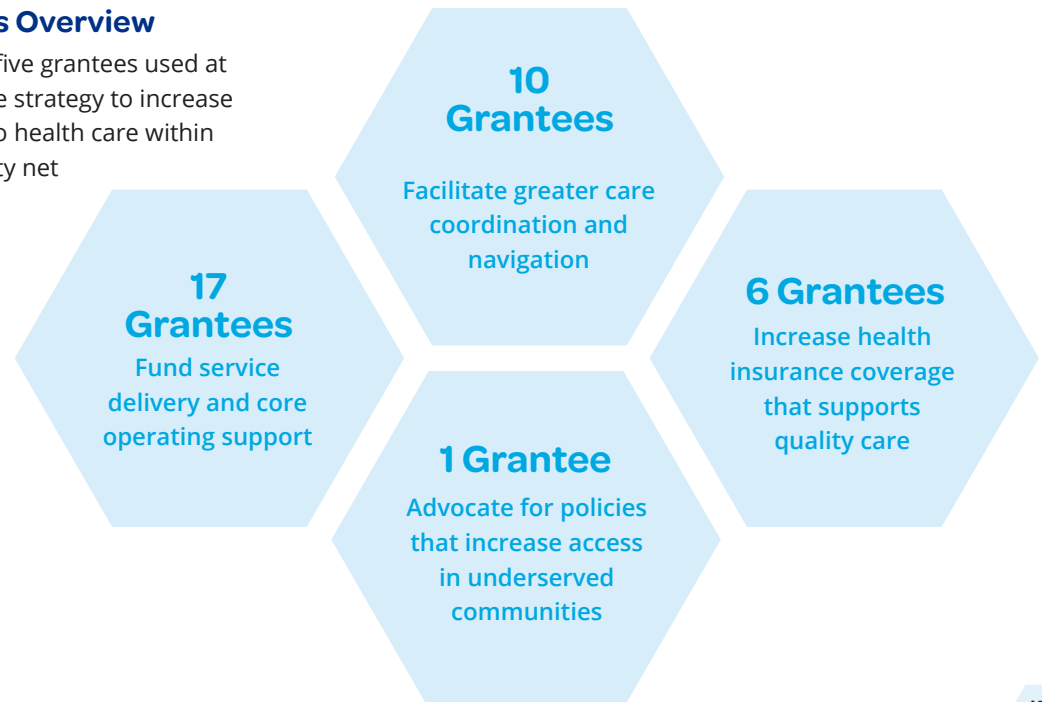 s Overview
five grantees used at
e strategy to increase
o health care within
ty net
10
Grantees
Facilitate greater care
coordination and
navigation
17
Grantees
Fund service
delivery and core
operating support
6 Grantees
Increase health
insurance coverage
that supports
quality care
1 Grantee
Advocate for policies
that increase access
in underserved
communities